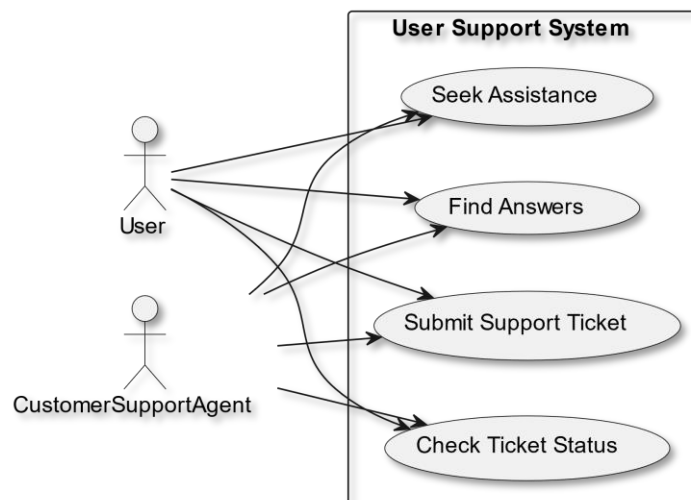 User Support System
Seek Assistance
User
Find Answers
Submit Support Ticket
CustomerSupportAgent
Check Ticket Status